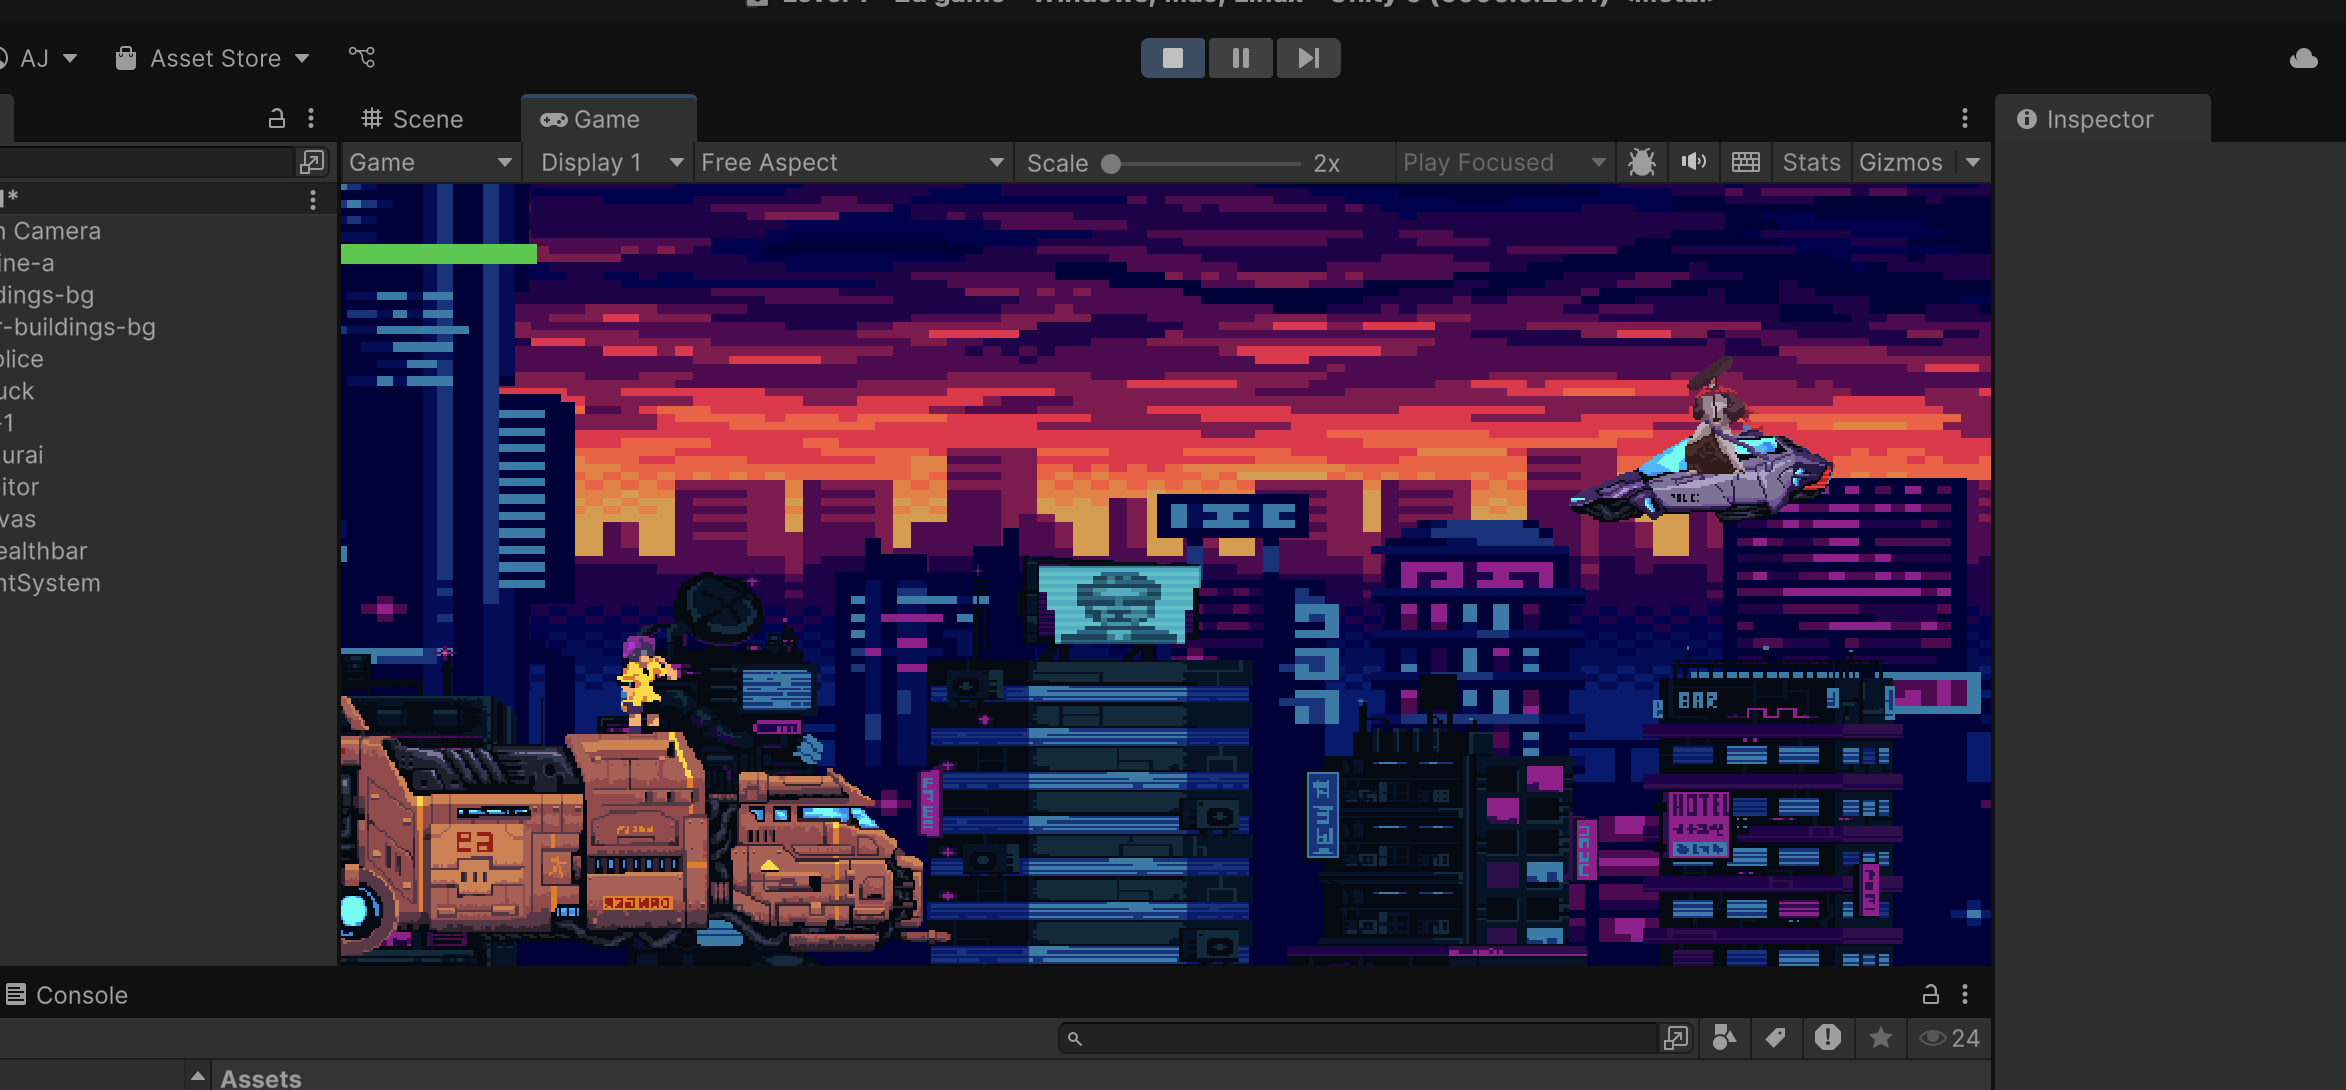 AJ
Asset Store
Scene
Game
Inspector
Game
Display 1
Free Aspect
Scale
2x
Play Focused
Stats
Gizmos
*
n Camera
ine-a
dings-bg
r-buildings-bg
olice
uck
-1
urai
itor
vas
ealthbar
ntSystem
BAR
HOTEL
ea
Console
24
Assets